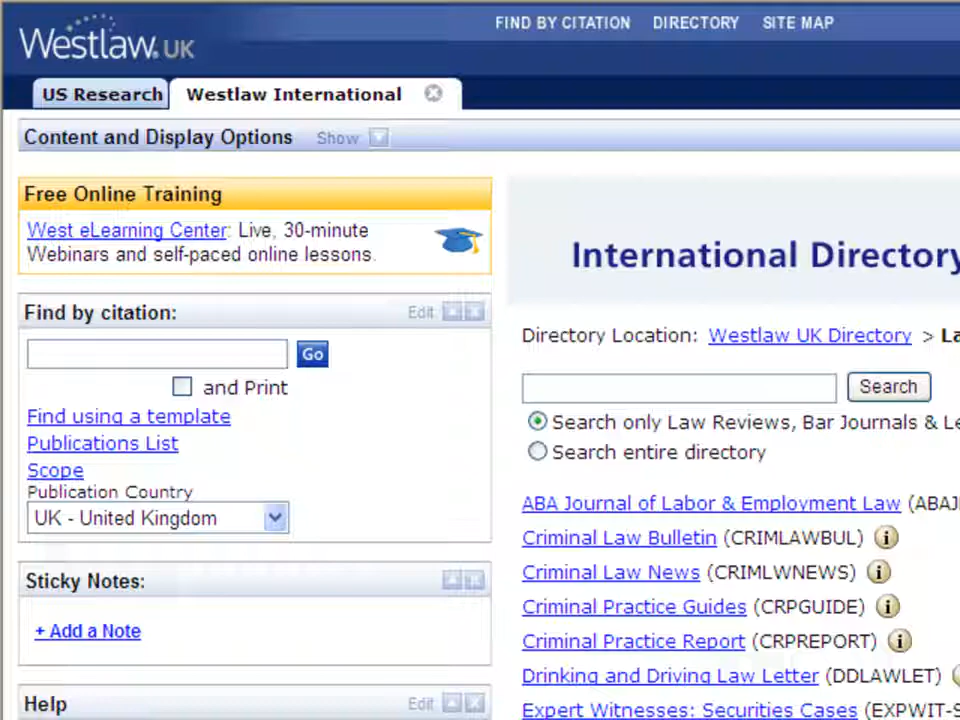 Westlaw. UK
FIND BY CITATION DIRECTORY SITE MAP
US Research Westlaw International
Content and Display Options Show
Free Online Training
West eLearning Center: Live, 30-minute
Webinars and self-paced online lessons.
Find by citation: Edit
Go
and Print
Find using a template
Publications List
Scope
Publication Country
UK - United Kingdom
Sticky Notes:
+ Add a Note
Help Edit
International Directory
Directory Location: Westlaw UK Directory > La
Search
Search only Law Reviews, Bar Journals & Le
Search entire directory
ABA Journal of Labor & Employment Law (ABAJ
Criminal Law Bulletin (CRIMLAWBUL)
Criminal Law News (CRIMLWNEWS)
Criminal Practice Guides (CRPGUIDE)
Criminal Practice Report (CRPREPORT)
Drinking and Driving Law Letter (DDLAWLET)
Expert Witnesses: Securities Cases (EXPWIT-S